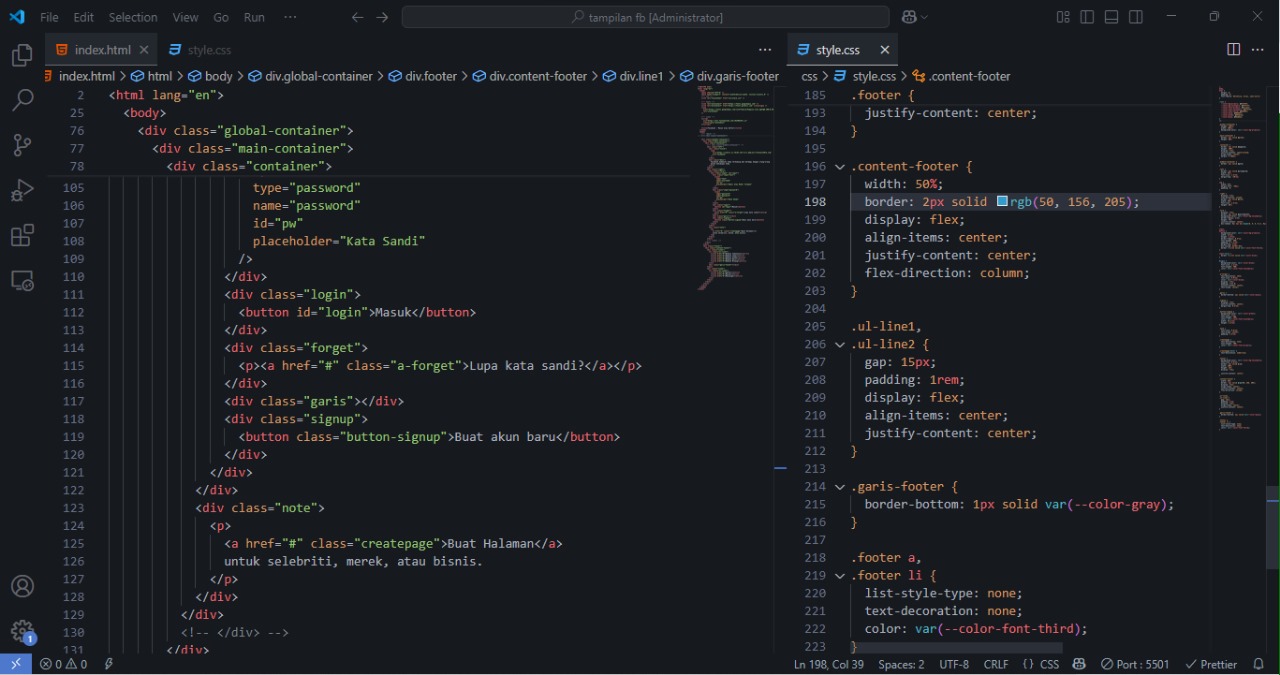 File Edit Selection View Go Run ··· ← → tampilan fb [Administrator]
index.html × style.css ···
index.html > html > body > div.global-container > div.footer > div.content-footer > div.line1 > div.garis-footer
2 <html lang="en">
25 <body>
76 <div class="global-container">
77 <div class="main-container">
78 <div class="container">
105 type="password"
106 name="password"
107 id="pw"
108 placeholder="Kata Sandi"
109 />
110 </div>
111 <div class="login">
112 <button id="login">Masuk</button>
113 </div>
114 <div class="forget">
115 <p><a href="#" class="a-forget">Lupa kata sandi?</a></p>
116 </div>
117 <div class="garis"></div>
118 <div class="signup">
119 <button class="button-signup">Buat akun baru</button>
120 </div>
121 </div>
122 </div>
123 <div class="note">
124 <p>
125 <a href="#" class="createpage">Buat Halaman</a>
126 untuk selebriti, merek, atau bisnis.
127 </p>
128 </div>
129 </div>
130 <!-- </div> -->
131 </div>
style.css × ···
css > style.css > .content-footer
185 .footer {
193 justify-content: center;
194 }
195
196 .content-footer {
197 width: 50%;
198 border: 2px solid rgb(50, 156, 205);
199 display: flex;
200 align-items: center;
201 justify-content: center;
202 flex-direction: column;
203 }
204
205 .ul-line1,
206 .ul-line2 {
207 gap: 15px;
208 padding: 1rem;
209 display: flex;
210 align-items: center;
211 justify-content: center;
212 }
213
214 .garis-footer {
215 border-bottom: 1px solid var(--color-gray);
216 }
217
218 .footer a,
219 .footer li {
220 list-style-type: none;
221 text-decoration: none;
222 color: var(--color-font-third);
223 }
1
0 0 Ln 198, Col 39 Spaces: 2 UTF-8 CRLF {} CSS Port : 5501 Prettier